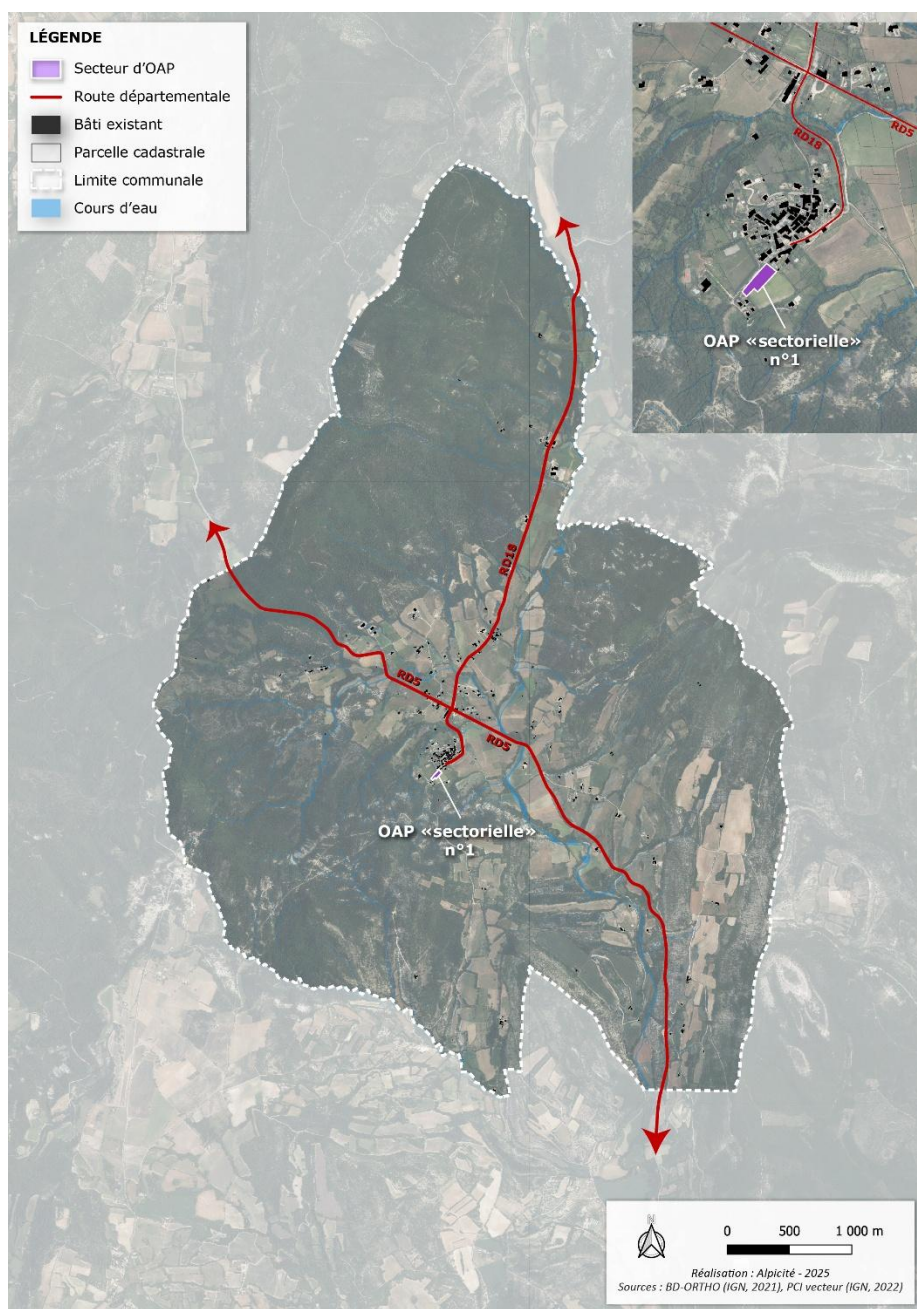 LÉGENDE
Secteur d'OAP
Route départementale
Bâti existant
Parcelle cadastrale
Limite communale
Cours d'eau
RD5
RD18
OAP «sectorielle»
n°1
RD18
RD5
RD5
OAP «sectorielle»
n°1
N
0 500 1 000 m
Réalisation : Alpicité - 2025
Sources : BD-ORTHO (IGN, 2021), PCI vecteur (IGN, 2022)